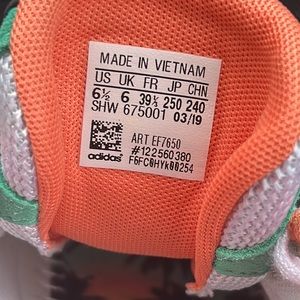 MADE IN VIETNAM
US UK FR JP CHN
6½ 6 39⅓ 250 240
SHW 675001 03/19
ART EF7650
#122560380
adidas F6FC0HYk00254